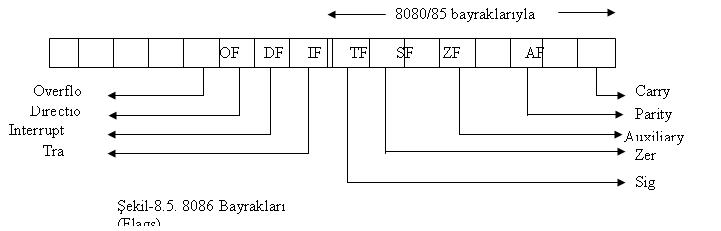 8080/85 bayraklarıyla
OF DF IF TF SF ZF AF
Overflo
Directio
Interrupt
Tra
Carry
Parity
Auxiliary
Zer
Sig
Şekil-8.5. 8086 Bayrakları
(Flags)